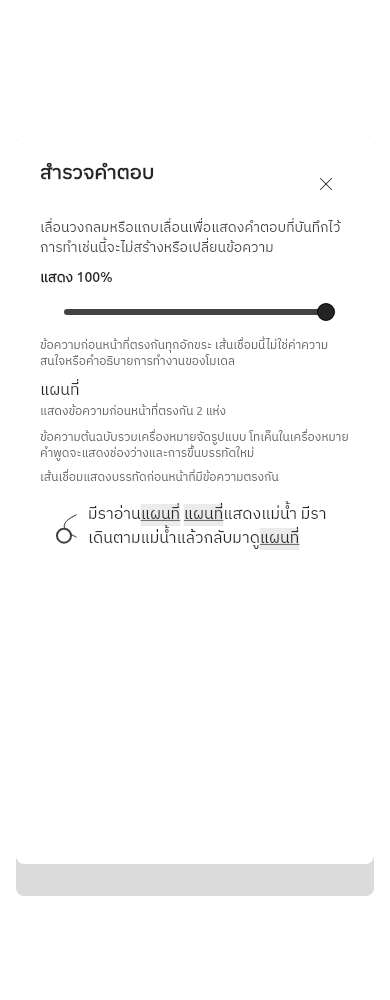 สำรวจคำตอบ
เลื่อนวงกลมหรือแถบเลื่อนเพื่อแสดงคำตอบที่บันทึกไว้
การทำเช่นนี้จะไม่สร้างหรือเปลี่ยนข้อความ
แสดง 100%
ข้อความก่อนหน้าที่ตรงกันทุกอักขระ เส้นเชื่อมนี้ไม่ใช่ค่าความ
สนใจหรือคำอธิบายการทำงานของโมเดล
แผนที่
แสดงข้อความก่อนหน้าที่ตรงกัน 2 แห่ง
ข้อความต้นฉบับรวมเครื่องหมายจัดรูปแบบ โทเค็นในเครื่องหมาย
คำพูดจะแสดงช่องว่างและการขึ้นบรรทัดใหม่
เส้นเชื่อมแสดงบรรทัดก่อนหน้าที่มีข้อความตรงกัน
มีราอ่านแผนที่ แผนที่แสดงแม่น้ำ มีรา
เดินตามแม่น้ำแล้วกลับมาดูแผนที่